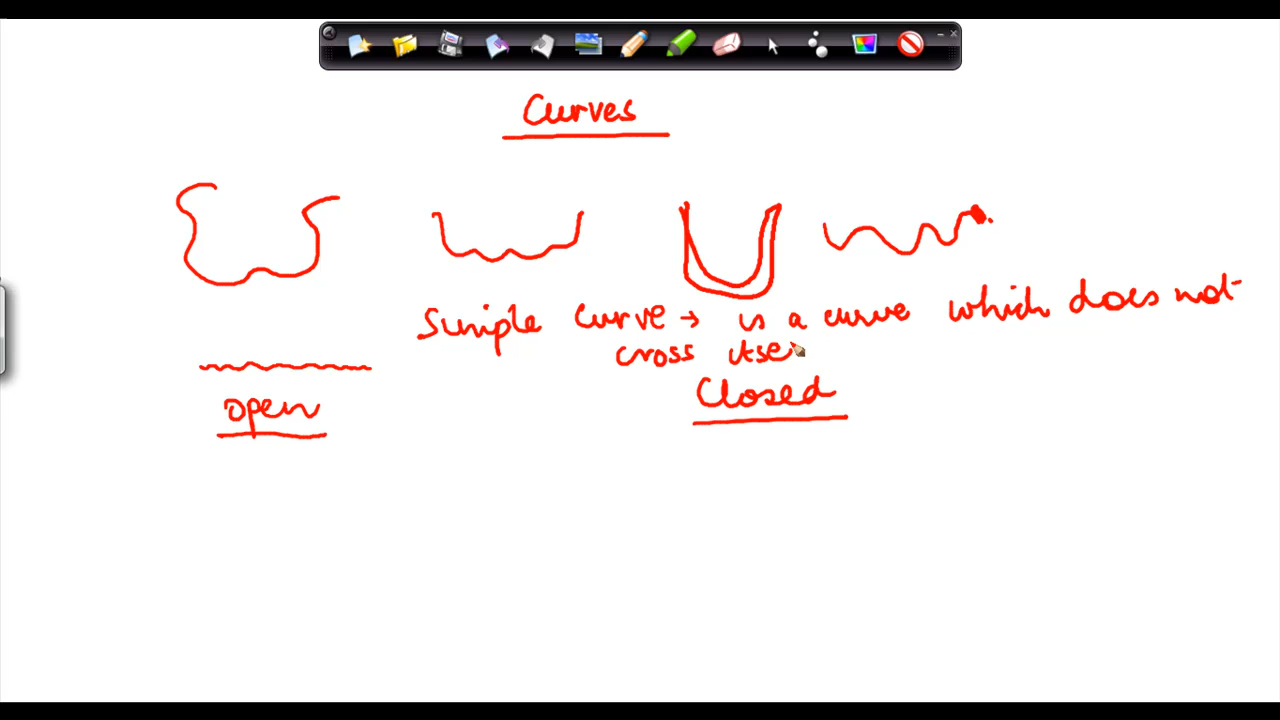 Curves
Simple curve → is a curve which does not
cross itse
open
Closed